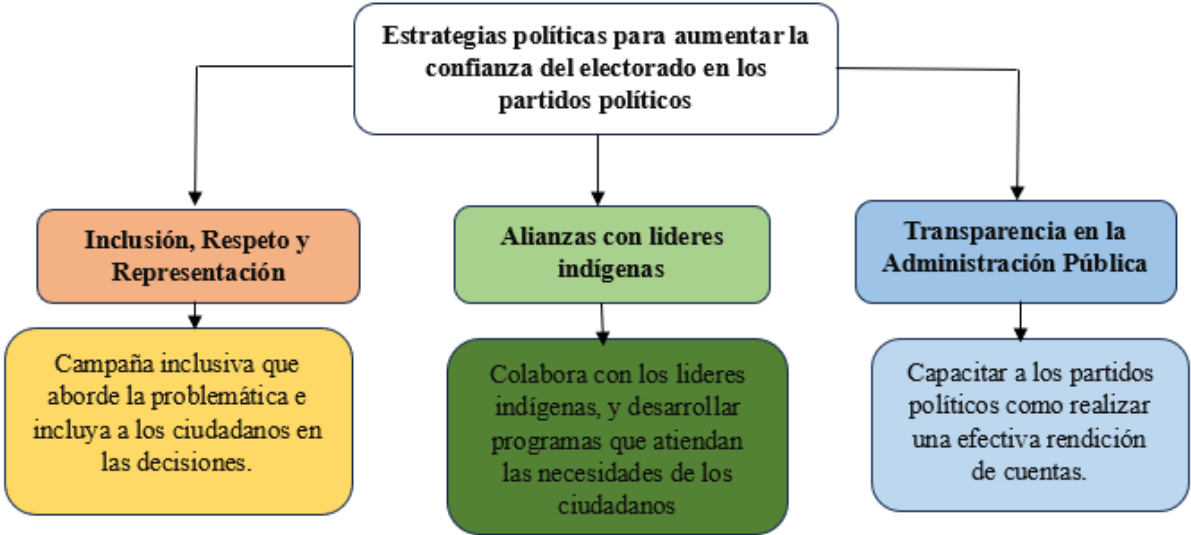 Estrategias políticas para aumentar la
confianza del electorado en los
partidos políticos
Inclusión, Respeto y
Representación
Alianzas con lideres
indígenas
Transparencia en la
Administración Pública
Campaña inclusiva que
aborde la problemática e
incluya a los ciudadanos en
las decisiones.
Colabora con los lideres
indígenas, y desarrollar
programas que atiendan
las necesidades de los
ciudadanos
Capacitar a los partidos
políticos como realizar
una efectiva rendición
de cuentas.